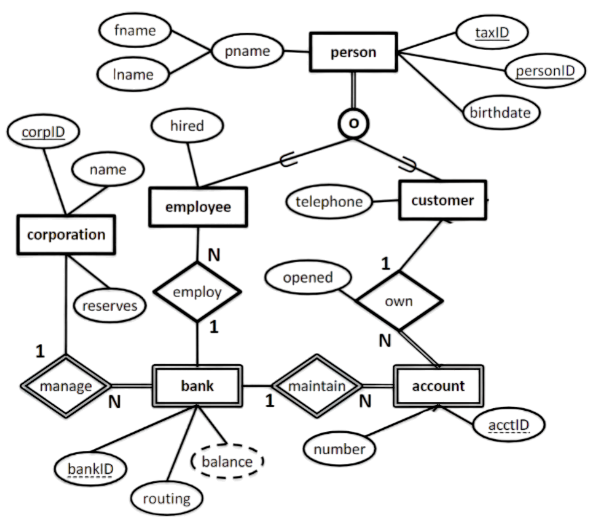 fname
taxID
pname
person
lname
personID
birthdate
corpID
hired
O
name
telephone
customer
employee
corporation
N
1
opened
reserves
employ
own
1
N
1
manage
bank
maintain
account
N
1
N
acctID
number
bankID
balance
routing